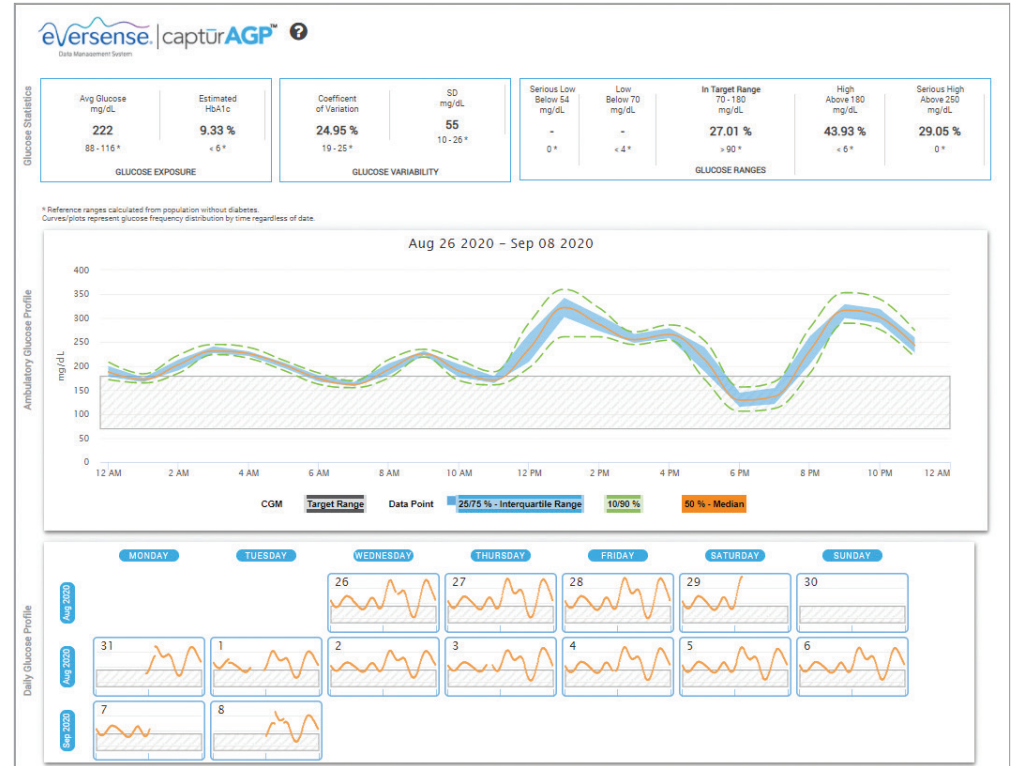 eversense. | captūrAGP™ ?
Data Management System
Glucose Statistics
Avg Glucose
mg/dL
222
88 - 116 *
Estimated
HbA1c
9.33 %
< 6 *
GLUCOSE EXPOSURE
Coefficent
of Variation
24.95 %
19 - 25 *
SD
mg/dL
55
10 - 26 *
GLUCOSE VARIABILITY
Serious Low
Below 54
mg/dL
-
0 *
Low
Below 70
mg/dL
-
< 4 *
In Target Range
70 - 180
mg/dL
27.01 %
> 90 *
High
Above 180
mg/dL
43.93 %
< 6 *
Serious High
Above 250
mg/dL
29.05 %
0 *
GLUCOSE RANGES
* Reference ranges calculated from population without diabetes.
Curves/plots represent glucose frequency distribution by time regardless of date.
Ambulatory Glucose Profile
Aug 26 2020 - Sep 08 2020
mg/dL
400
350
300
250
200
150
100
50
0
12 AM 2 AM 4 AM 6 AM 8 AM 10 AM 12 PM 2 PM 4 PM 6 PM 8 PM 10 PM 12 AM
CGM Target Range Data Point 25/75 % - Interquartile Range 10/90 % 50 % - Median
Daily Glucose Profile
MONDAY TUESDAY WEDNESDAY THURSDAY FRIDAY SATURDAY SUNDAY
Aug 2020
26 27 28 29 30
Aug 2020
31 1 2 3 4 5 6
Sep 2020
7 8